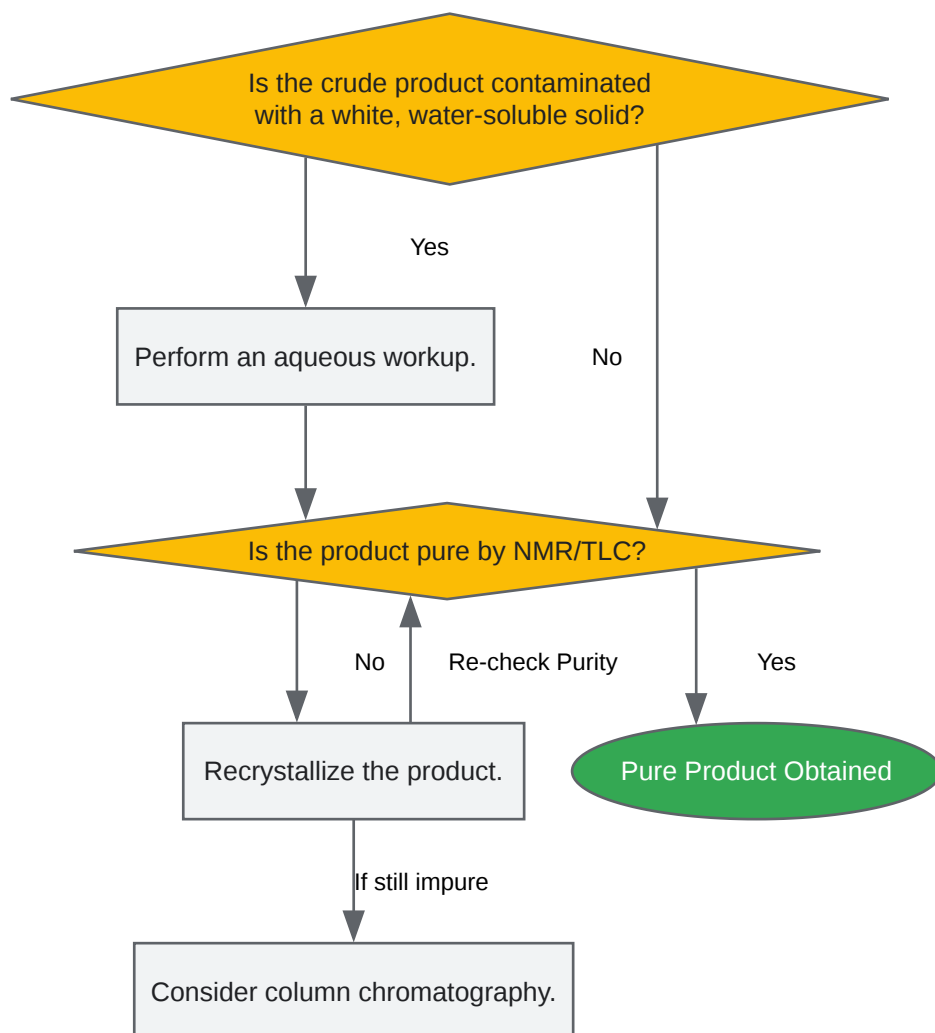 Is the crude product contaminated
with a white, water-soluble solid?
Yes
Perform an aqueous workup.
No
Is the product pure by NMR/TLC?
No
Re-check Purity
Yes
Recrystallize the product.
Pure Product Obtained
If still impure
Consider column chromatography.